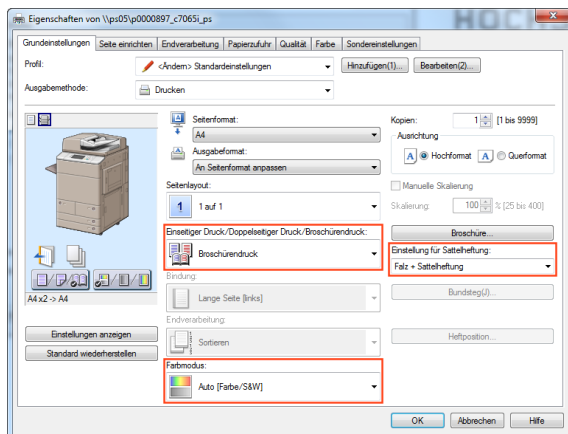 Eigenschaften von \\ps05\p0000897_c7065i_ps
HOCHS
Grundeinstellungen Seite einrichten Endverarbeitung Papierzufuhr Qualität Farbe Sondereinstellungen
Profil: <Ändern> Standardeinstellungen Hinzufügen(1)... Bearbeiten(2)...
Ausgabemethode: Drucken
Seitenformat:
A4
Ausgabeformat:
An Seitenformat anpassen
Seitenlayout:
1 1 auf 1
Einseitiger Druck/Doppelseitiger Druck/Broschürendruck:
Broschürendruck
Bindung:
Lange Seite [links]
Endverarbeitung:
Sortieren
Farbmodus:
Auto [Farbe/S&W]
Kopien: 1 [1 bis 9999]
Ausrichtung
A Hochformat A Querformat
Manuelle Skalierung
Skalierung: 100 % [25 bis 400]
Broschüre...
Einstellung für Sattelheftung:
Falz + Sattelheftung
Bundsteg(J)...
Heftposition...
A4 x2 -> A4
Einstellungen anzeigen
Standard wiederherstellen
OK Abbrechen Hilfe